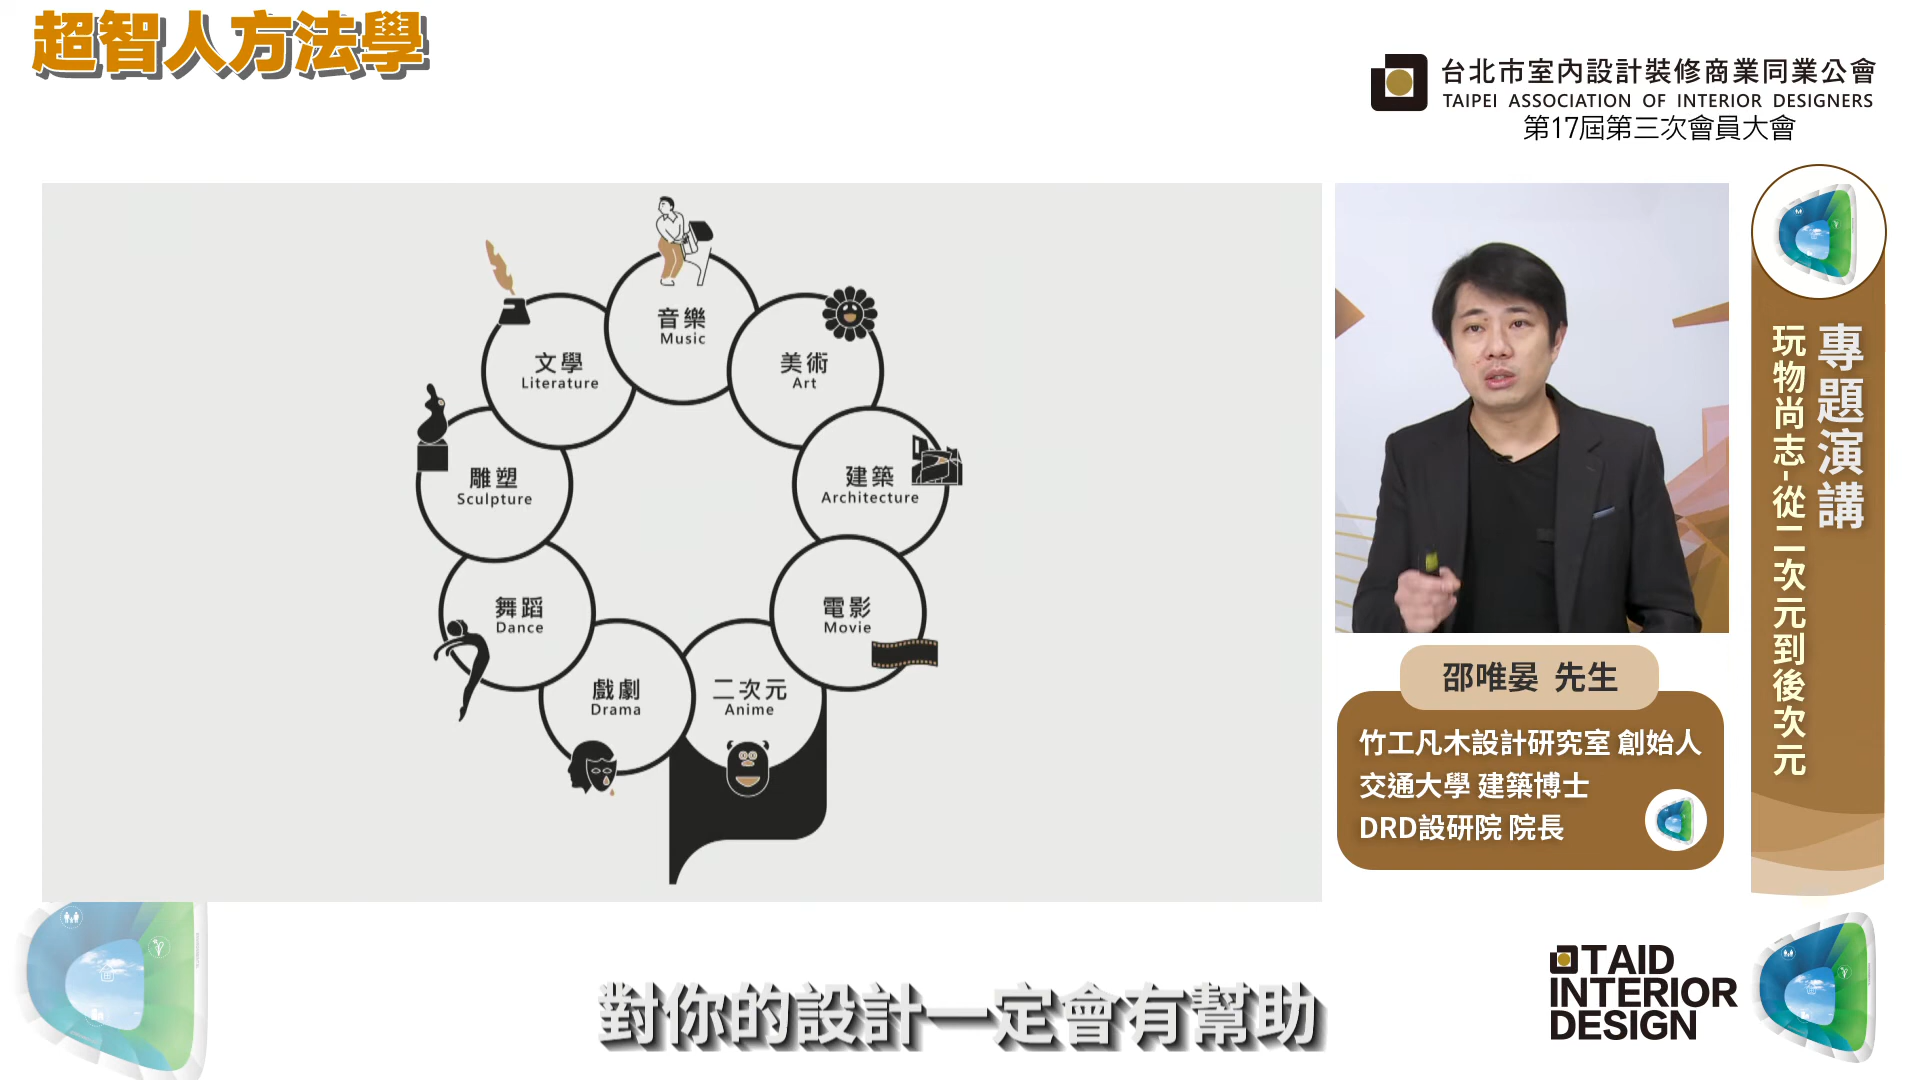 超智人方法學
台北市室內設計裝修商業同業公會
TAIPEI ASSOCIATION OF INTERIOR DESIGNERS
第17屆第三次會員大會
音樂
Music
文學
Literature
美術
Art
雕塑
Sculpture
建築
Architecture
舞蹈
Dance
電影
Movie
戲劇
Drama
二次元
Anime
專題演講
玩物尚志-從二次元到後次元
邵唯晏 先生
竹工凡木設計研究室 創始人
交通大學 建築博士
DRD設研院 院長
對你的設計一定會有幫助
TAID
INTERIOR
DESIGN